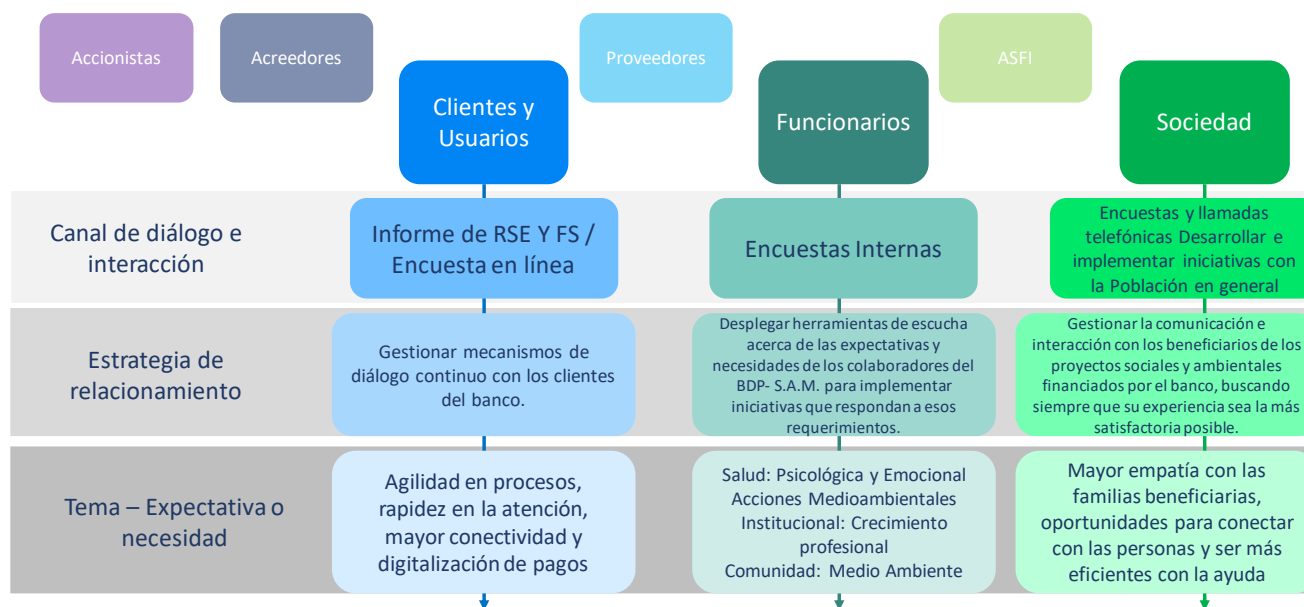 Accionistas
Acreedores
Proveedores
ASFI
Clientes y
Usuarios
Funcionarios
Sociedad
Canal de diálogo e
interacción
Informe de RSE Y FS /
Encuesta en línea
Encuestas Internas
Encuestas y llamadas
telefónicas Desarrollar e
implementar iniciativas con
la Población en general
Estrategia de
relacionamiento
Gestionar mecanismos de
diálogo continuo con los clientes
del banco.
Desplegar herramientas de escucha
acerca de las expectativas y
necesidades de los colaboradores del
BDP- S.A.M. para implementar
iniciativas que respondan a esos
requerimientos.
Gestionar la comunicación e
interacción con los beneficiarios de los
proyectos sociales y ambientales
financiados por el banco, buscando
siempre que su experiencia sea la más
satisfactoria posible.
Tema – Expectativa o
necesidad
Agilidad en procesos,
rapidez en la atención,
mayor conectividad y
digitalización de pagos
Salud: Psicológica y Emocional
Acciones Medioambientales
Institucional: Crecimiento
profesional
Comunidad: Medio Ambiente
Mayor empatía con las
familias beneficiarias,
oportunidades para conectar
con las personas y ser más
eficientes con la ayuda